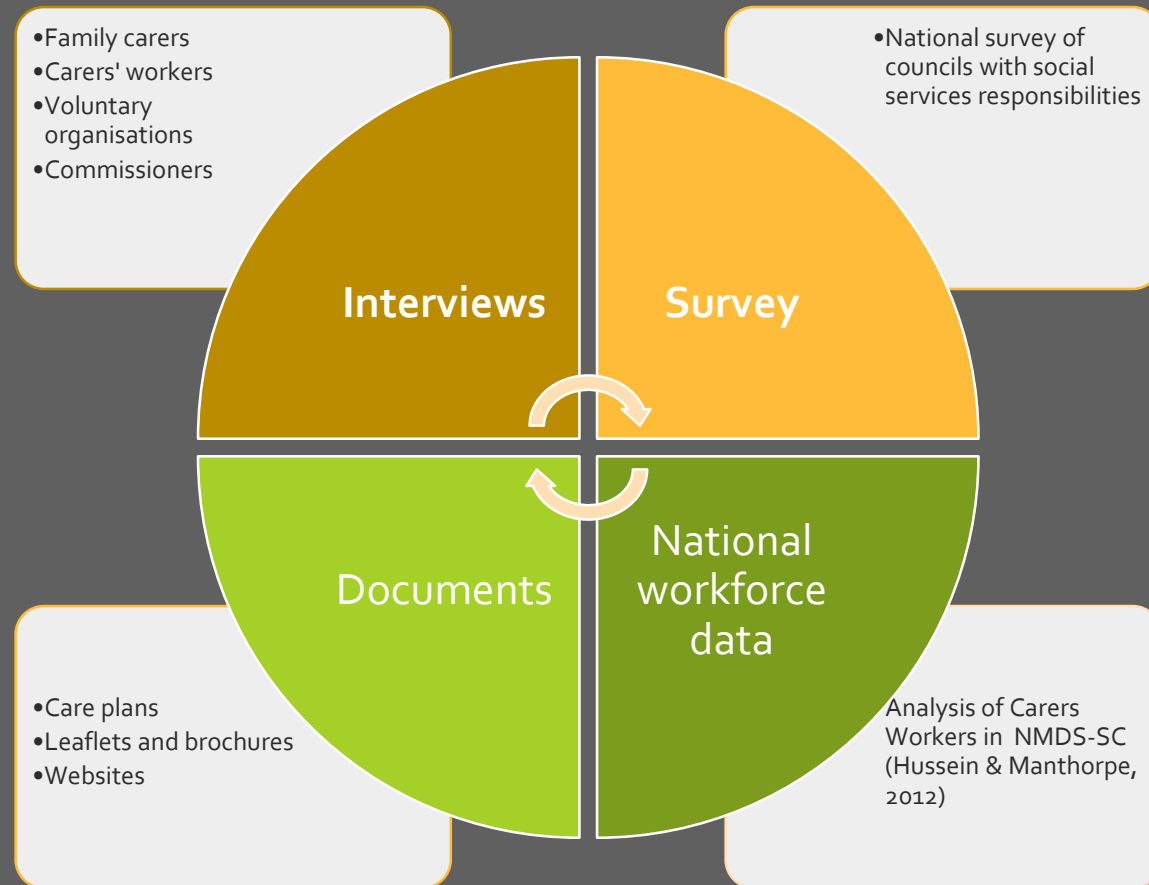 •Family carers
•Carers' workers
•Voluntary
organisations
•Commissioners
•National survey of
councils with social
services responsibilities
Interviews
Survey
Documents
National
workforce
data
•Care plans
•Leaflets and brochures
•Websites
Analysis of Carers
Workers in NMDS-SC
(Hussein & Manthorpe,
2012)